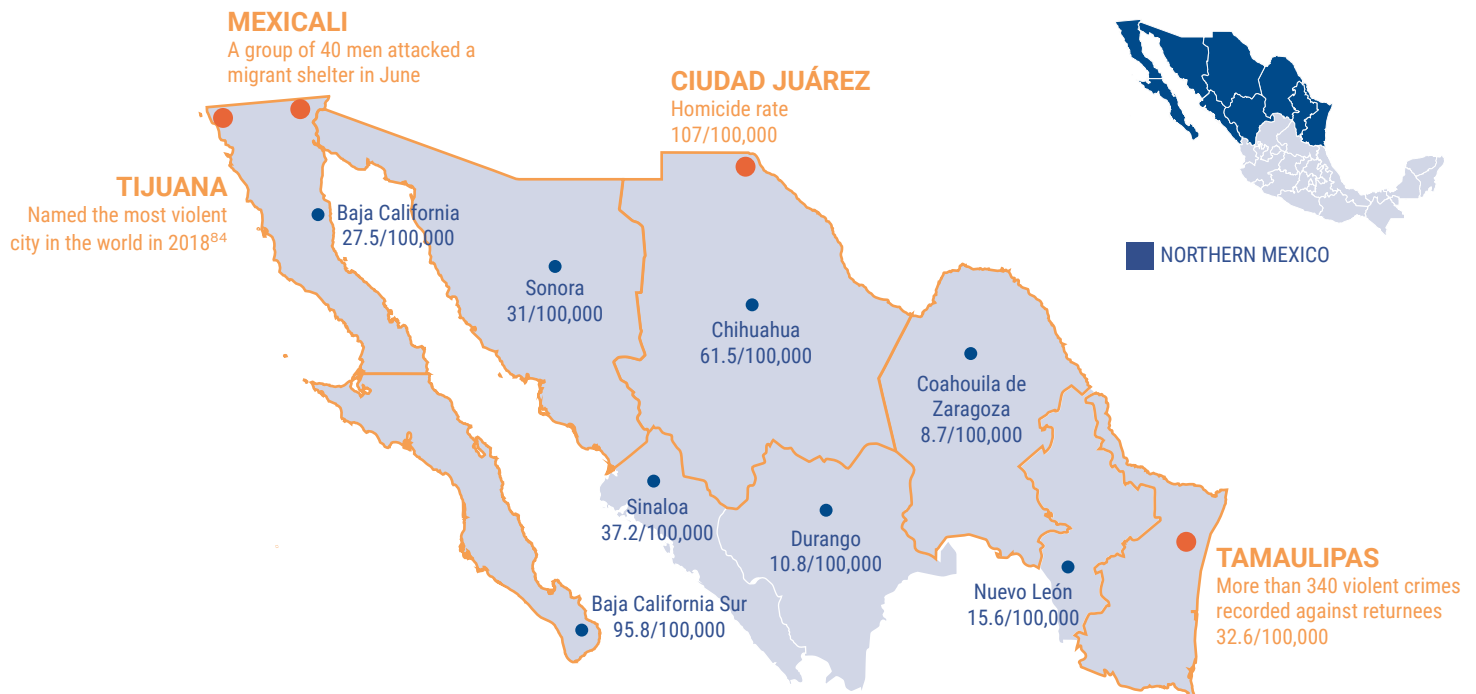 MEXICALI
A group of 40 men attacked a
migrant shelter in June
CIUDAD JUÁREZ
Homicide rate
107/100,000
TIJUANA
Named the most violent
city in the world in 2018⁸⁴
Baja California
27.5/100,000
NORTHERN MEXICO
Sonora
31/100,000
Chihuahua
61.5/100,000
Coahouila de
Zaragoza
8.7/100,000
Sinaloa
37.2/100,000
Durango
10.8/100,000
Baja California Sur
95.8/100,000
Nuevo León
15.6/100,000
TAMAULIPAS
More than 340 violent crimes
recorded against returnees
32.6/100,000